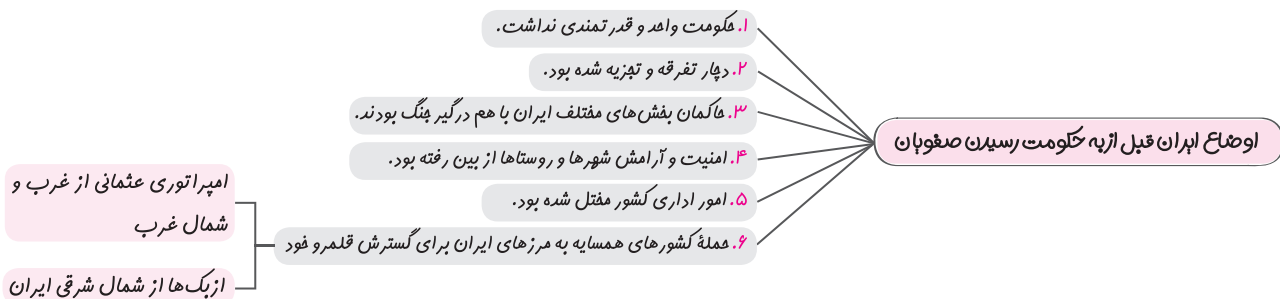 اوضاع ایران قبل از به حکومت رسیدن صفویان
۱. حکومت واحد و قدرتمندی نداشت.
۲. دچار تفرقه و تجزیه شده بود.
۳. حاکمان بخش‌های مختلف ایران با هم درگیر جنگ بودند.
۴. امنیت و آرامش شهرها و روستاها از بین رفته بود.
۵. امور اداری کشور مختل شده بود.
۶. حملهٔ کشورهای همسایه به مرزهای ایران برای گسترش قلمرو خود
امپراتوری عثمانی از غرب و
شمال غرب
ازبک‌ها از شمال شرقی ایران